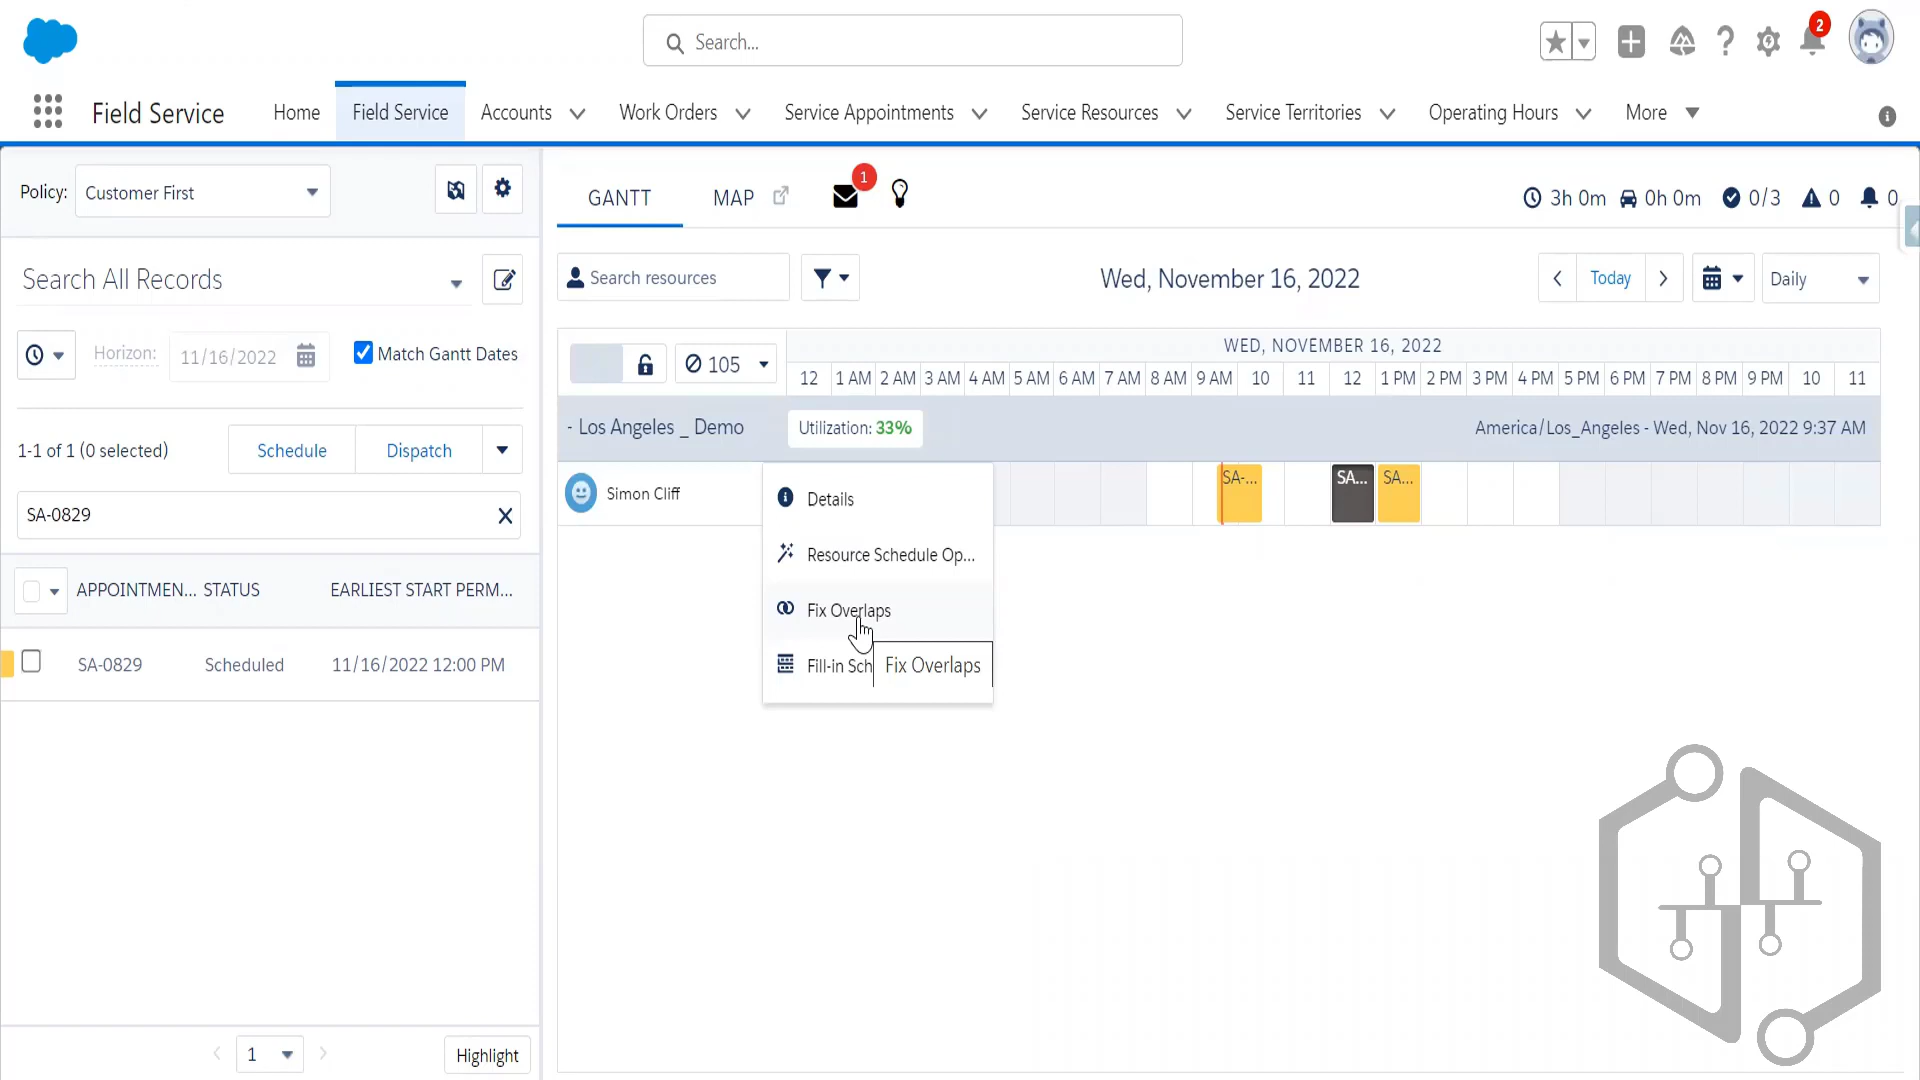 Search...
2
Field Service
Home
Field Service
Accounts
Work Orders
Service Appointments
Service Resources
Service Territories
Operating Hours
More
Policy:
Customer First
GANTT
MAP
1
3h 0m
0h 0m
0/3
0
0
Search All Records
Search resources
Wed, November 16, 2022
Today
Daily
Horizon:
11/16/2022
Match Gantt Dates
105
WED, NOVEMBER 16, 2022
12 1 AM 2 AM 3 AM 4 AM 5 AM 6 AM 7 AM 8 AM 9 AM 10 11 12 1 PM 2 PM 3 PM 4 PM 5 PM 6 PM 7 PM 8 PM 9 PM 10 11
1-1 of 1 (0 selected)
Schedule
Dispatch
- Los Angeles _ Demo
Utilization: 33%
America/Los_Angeles - Wed, Nov 16, 2022 9:37 AM
SA-0829
Simon Cliff
SA-...
SA...
SA...
Details
Resource Schedule Op...
Fix Overlaps
Fill-in Sch
Fix Overlaps
APPOINTMEN... STATUS EARLIEST START PERM...
SA-0829 Scheduled 11/16/2022 12:00 PM
1
Highlight